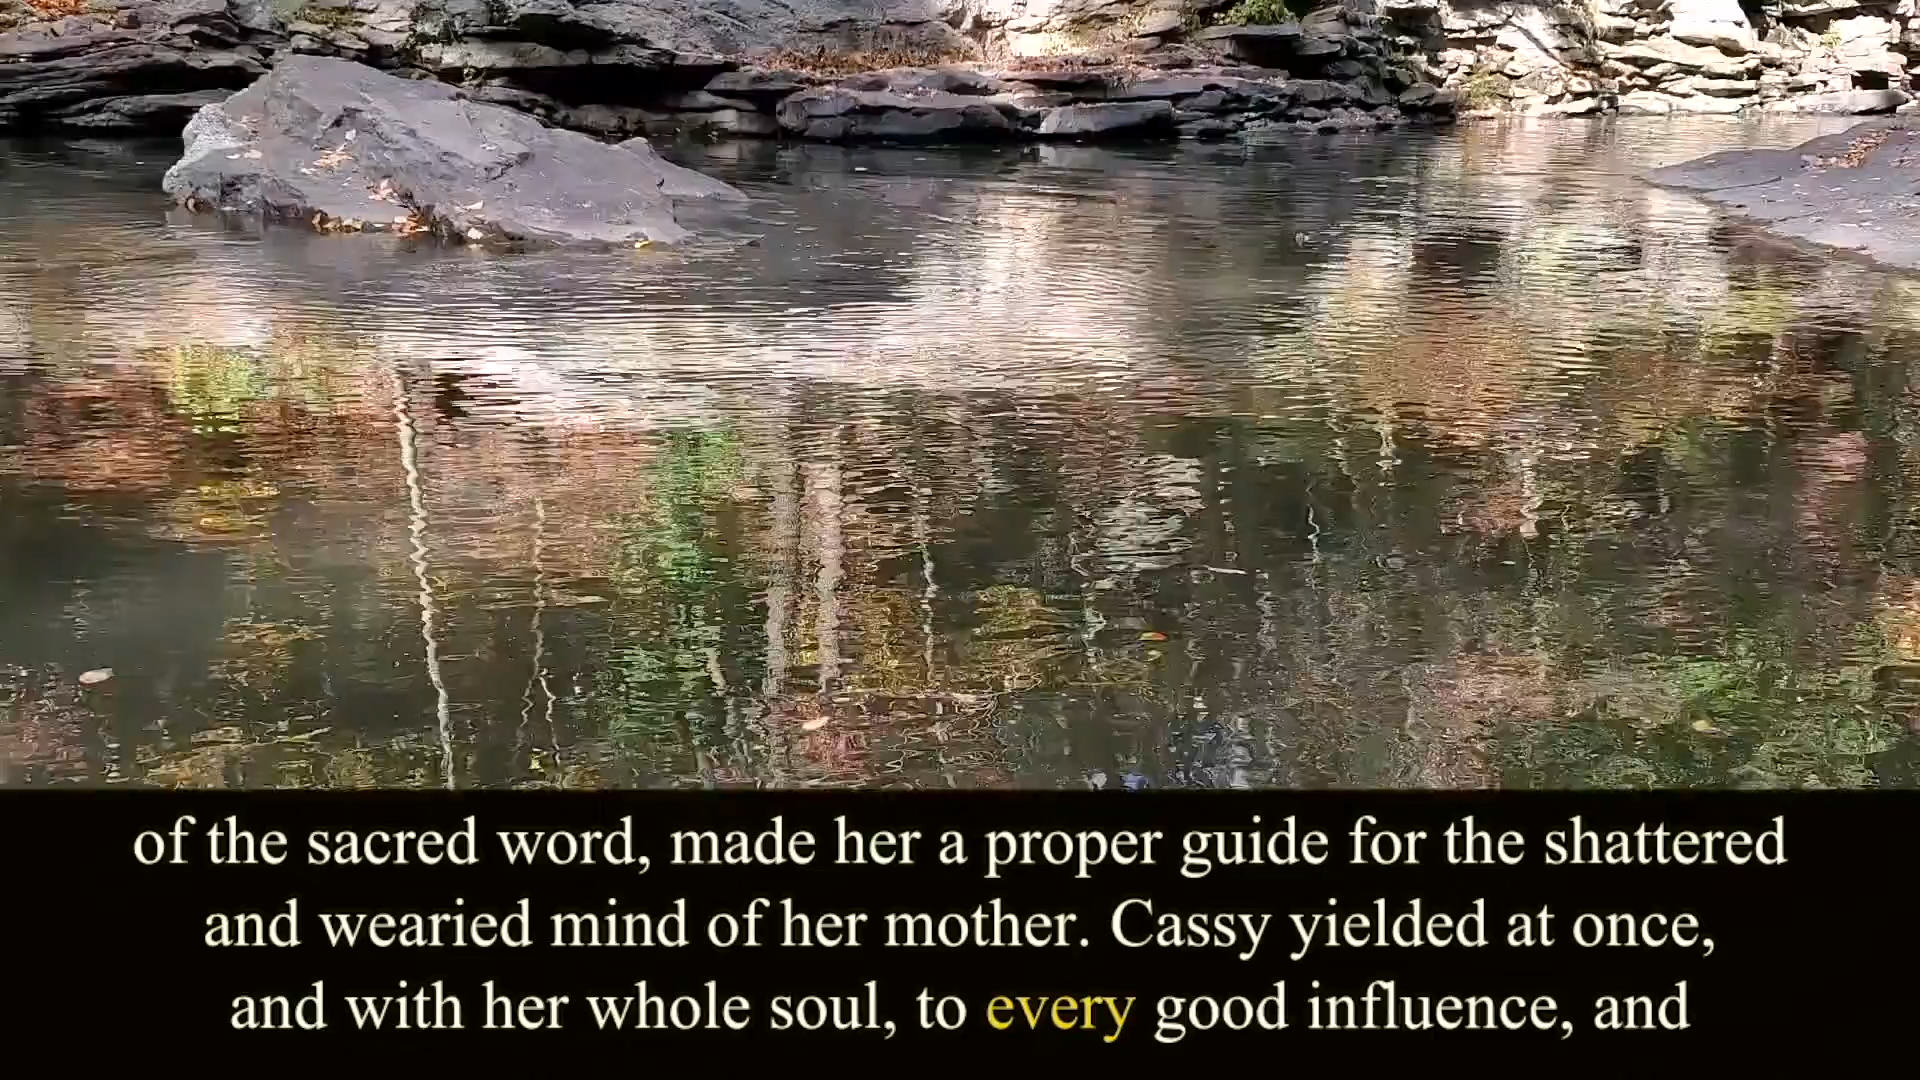 of the sacred word, made her a proper guide for the shattered
and wearied mind of her mother. Cassy yielded at once,
and with her whole soul, to every good influence, and